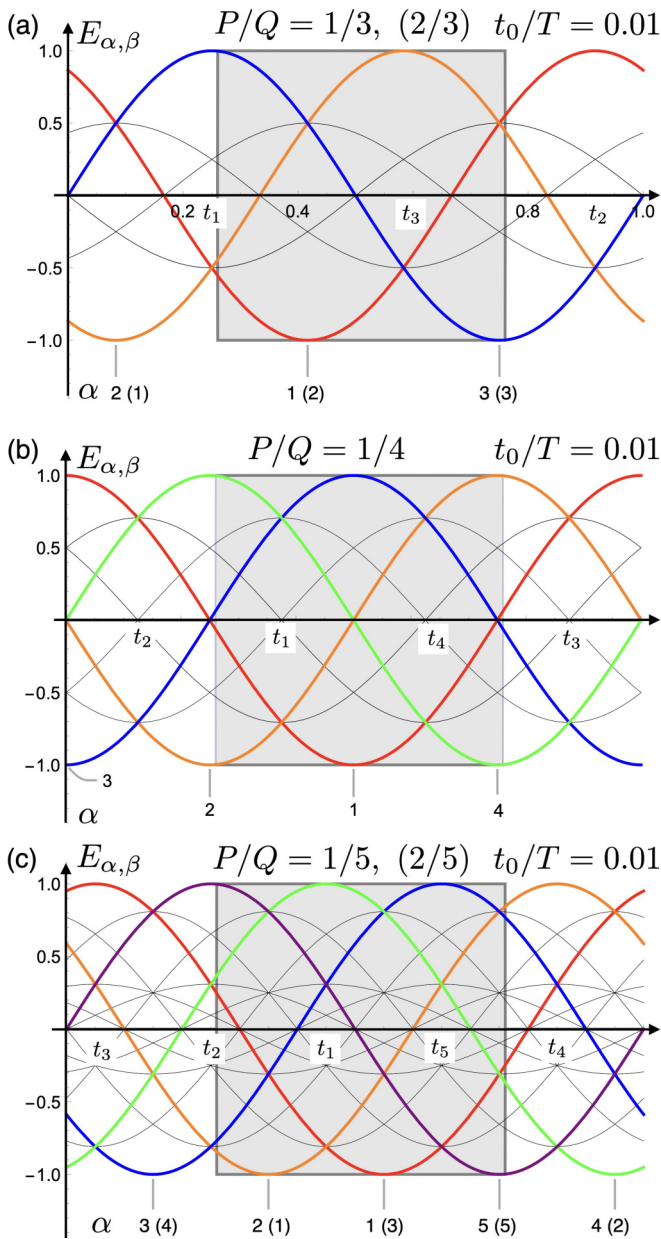 (a) E_{α,β} P/Q = 1/3, (2/3) t_0/T = 0.01
1.0
0.5
0.2 t_1 0.4 t_3 0.8 t_2 1.0
−0.5
−1.0
α 2 (1) 1 (2) 3 (3)
(b) E_{α,β} P/Q = 1/4 t_0/T = 0.01
1.0
0.5
t_2 t_1 t_4 t_3
−0.5
−1.0
3
α 2 1 4
(c) E_{α,β} P/Q = 1/5, (2/5) t_0/T = 0.01
1.0
0.5
t_3 t_2 t_1 t_5 t_4
−0.5
−1.0
α 3 (4) 2 (1) 1 (3) 5 (5) 4 (2)